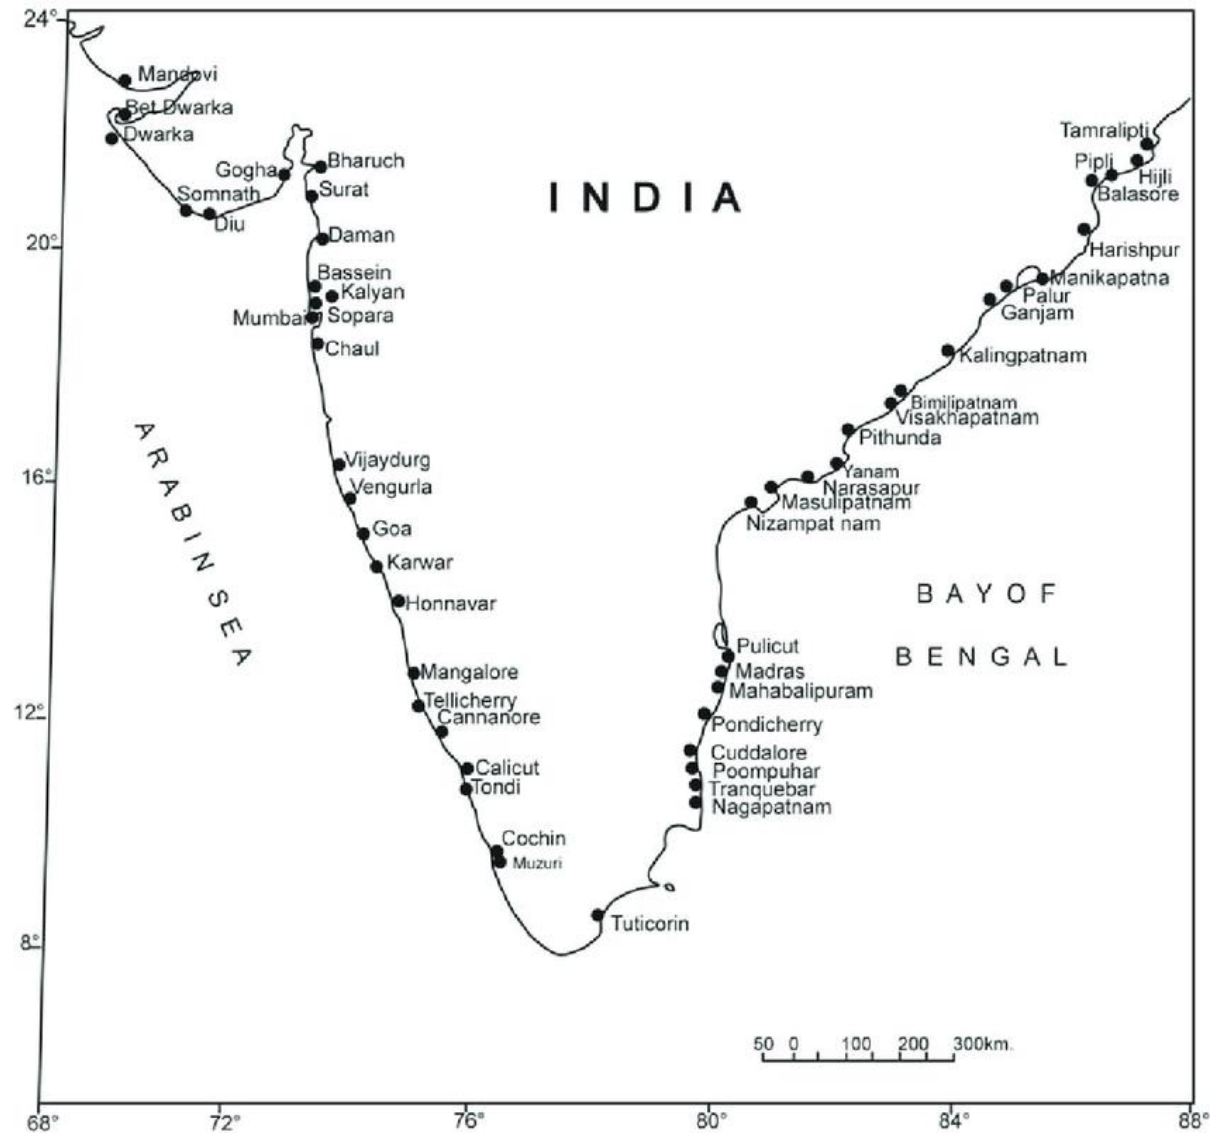 24°
Mandovi
Bet Dwarka
Dwarka
Gogha
Bharuch
Somnath
Surat
Diu
INDIA
Tamralipti
Pipli
Hijli
Balasore
20°
Daman
Harishpur
Bassein
Kalyan
Mumbai
Sopara
Chaul
Manikapatna
Palur
Ganjam
Kalingpatnam
Bimilipatnam
Visakhapatnam
Pithunda
ARABIN SEA
16°
Vijaydurg
Vengurla
Goa
Karwar
Honnavar
Yanam
Narasapur
Masulipatnam
Nizampat nam
BAYOF
BENGAL
Pulicut
Madras
Mahabalipuram
12°
Mangalore
Tellicherry
Cannanore
Calicut
Tondi
Pondicherry
Cuddalore
Poompuhar
Tranquebar
Nagapatnam
Cochin
Muzuri
Tuticorin
8°
50 0 100 200 300km.
68° 72° 76° 80° 84° 88°